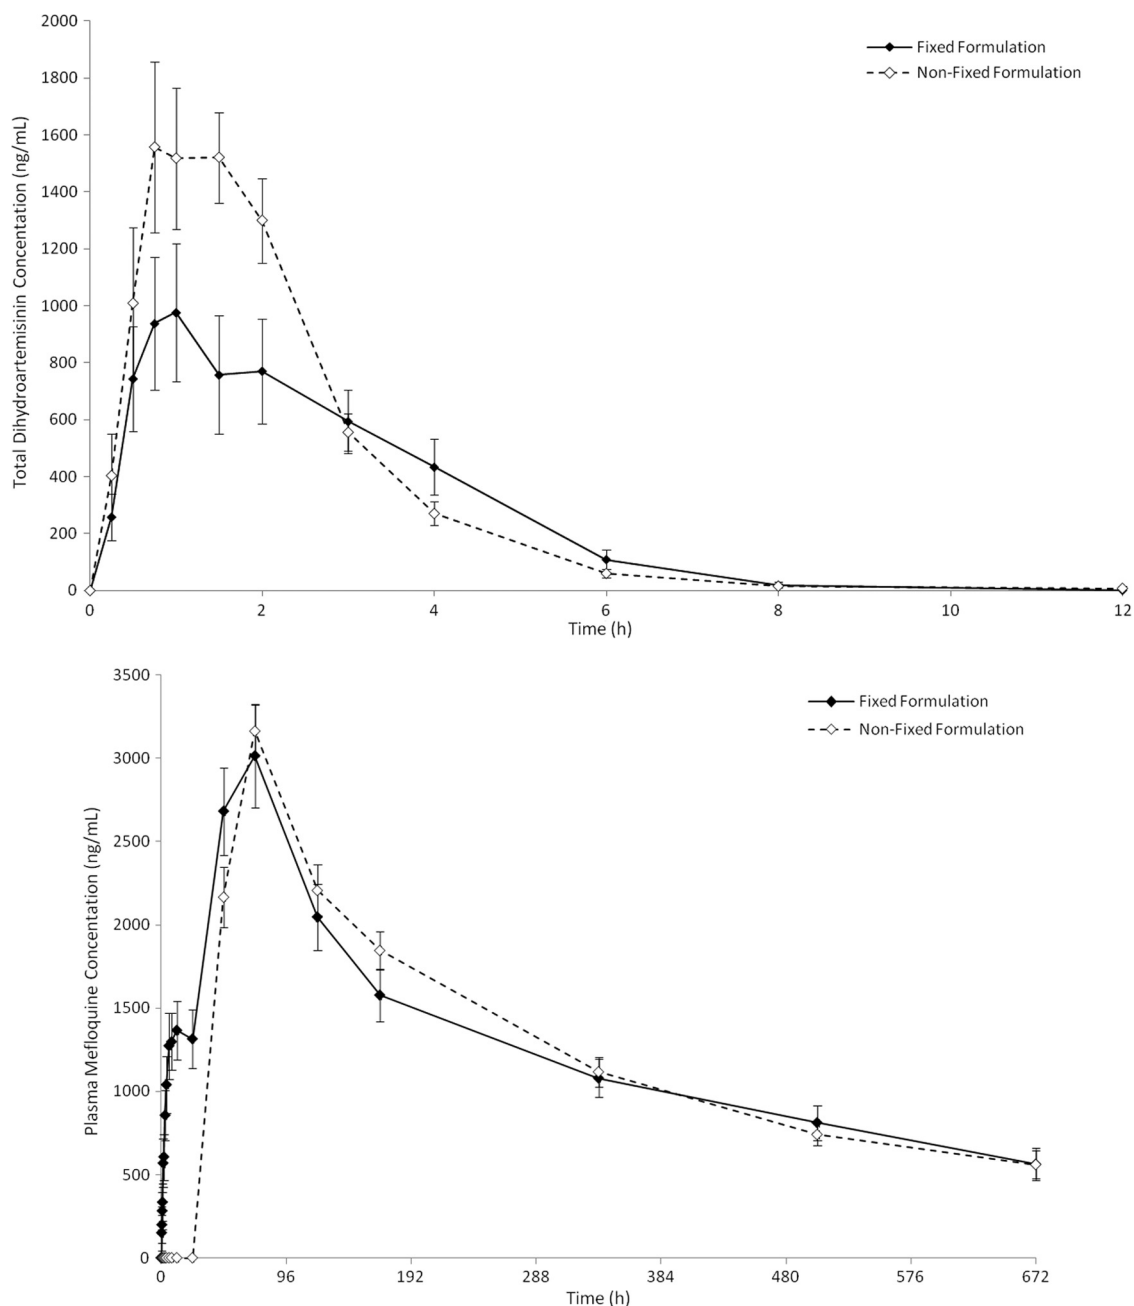 Total Dihydroartemisinin Concentation (ng/mL)
2000
1800
1600
1400
1200
1000
800
600
400
200
0
0 2 4 6 8 10 12
Time (h)
Fixed Formulation
Non-Fixed Formulation
Plasma Mefloquine Concentation (ng/mL)
3500
3000
2500
2000
1500
1000
500
0
0 96 192 288 384 480 576 672
Time (h)
Fixed Formulation
Non-Fixed Formulation